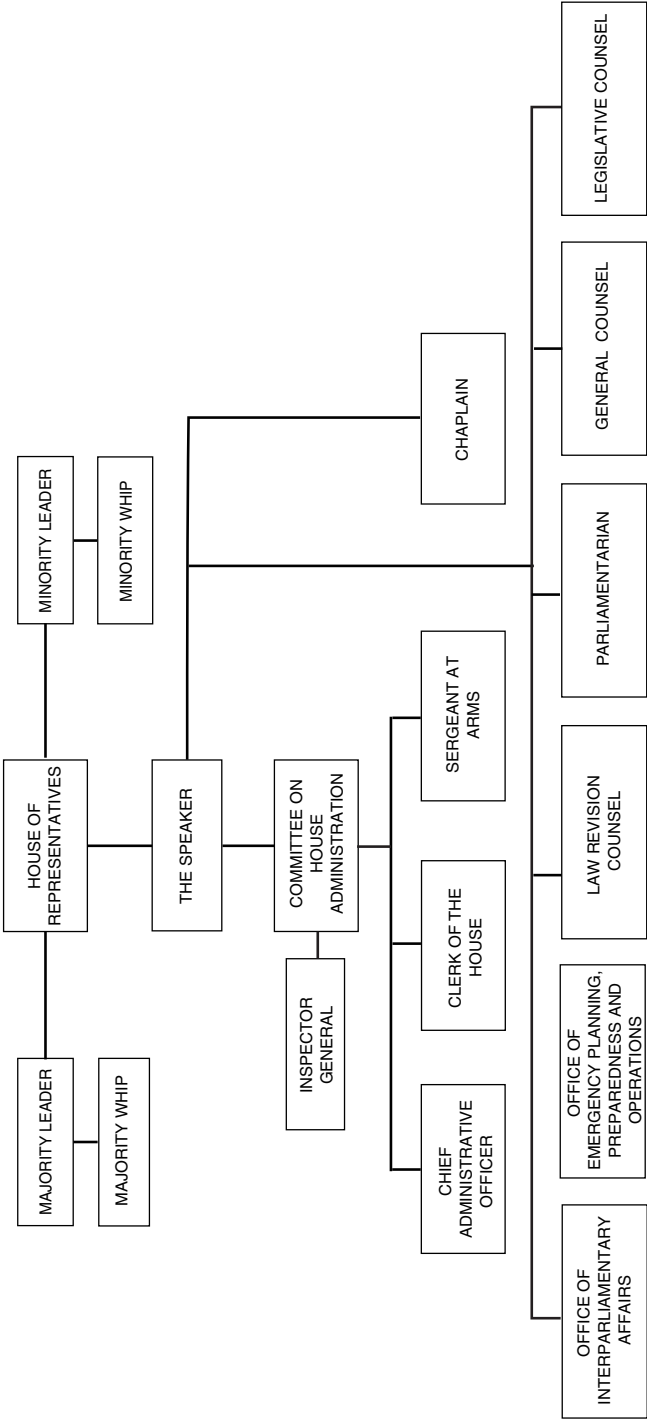 HOUSE OF
REPRESENTATIVES
MAJORITY LEADER
MAJORITY WHIP
MINORITY LEADER
MINORITY WHIP
THE SPEAKER
INSPECTOR
GENERAL
COMMITTEE ON
HOUSE
ADMINISTRATION
CHIEF
ADMINISTRATIVE
OFFICER
CLERK OF THE
HOUSE
SERGEANT AT
ARMS
CHAPLAIN
OFFICE OF
INTERPARLIAMENTARY
AFFAIRS
OFFICE OF
EMERGENCY PLANNING,
PREPAREDNESS AND
OPERATIONS
LAW REVISION
COUNSEL
PARLIAMENTARIAN
GENERAL COUNSEL
LEGISLATIVE COUNSEL